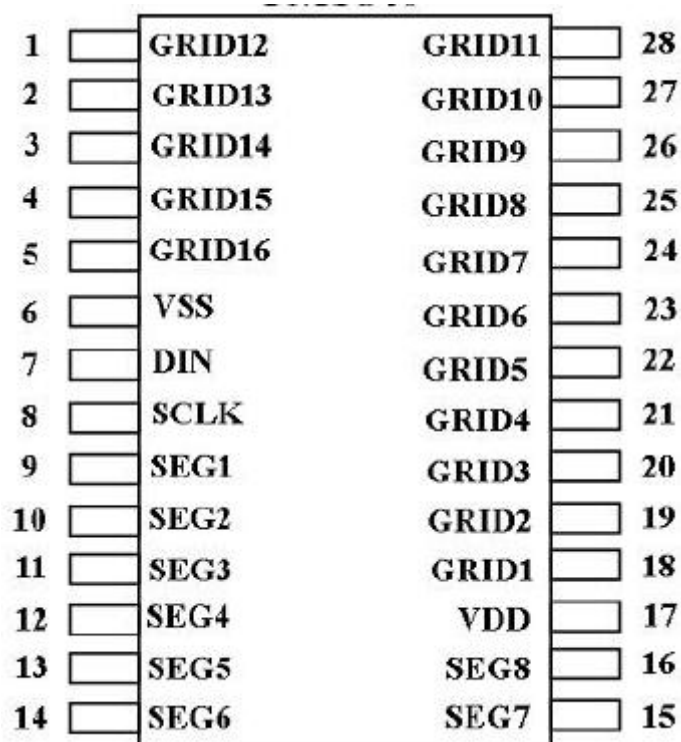 1 GRID12 GRID11 28
2 GRID13 GRID10 27
3 GRID14 GRID9 26
4 GRID15 GRID8 25
5 GRID16 GRID7 24
6 VSS GRID6 23
7 DIN GRID5 22
8 SCLK GRID4 21
9 SEG1 GRID3 20
10 SEG2 GRID2 19
11 SEG3 GRID1 18
12 SEG4 VDD 17
13 SEG5 SEG8 16
14 SEG6 SEG7 15